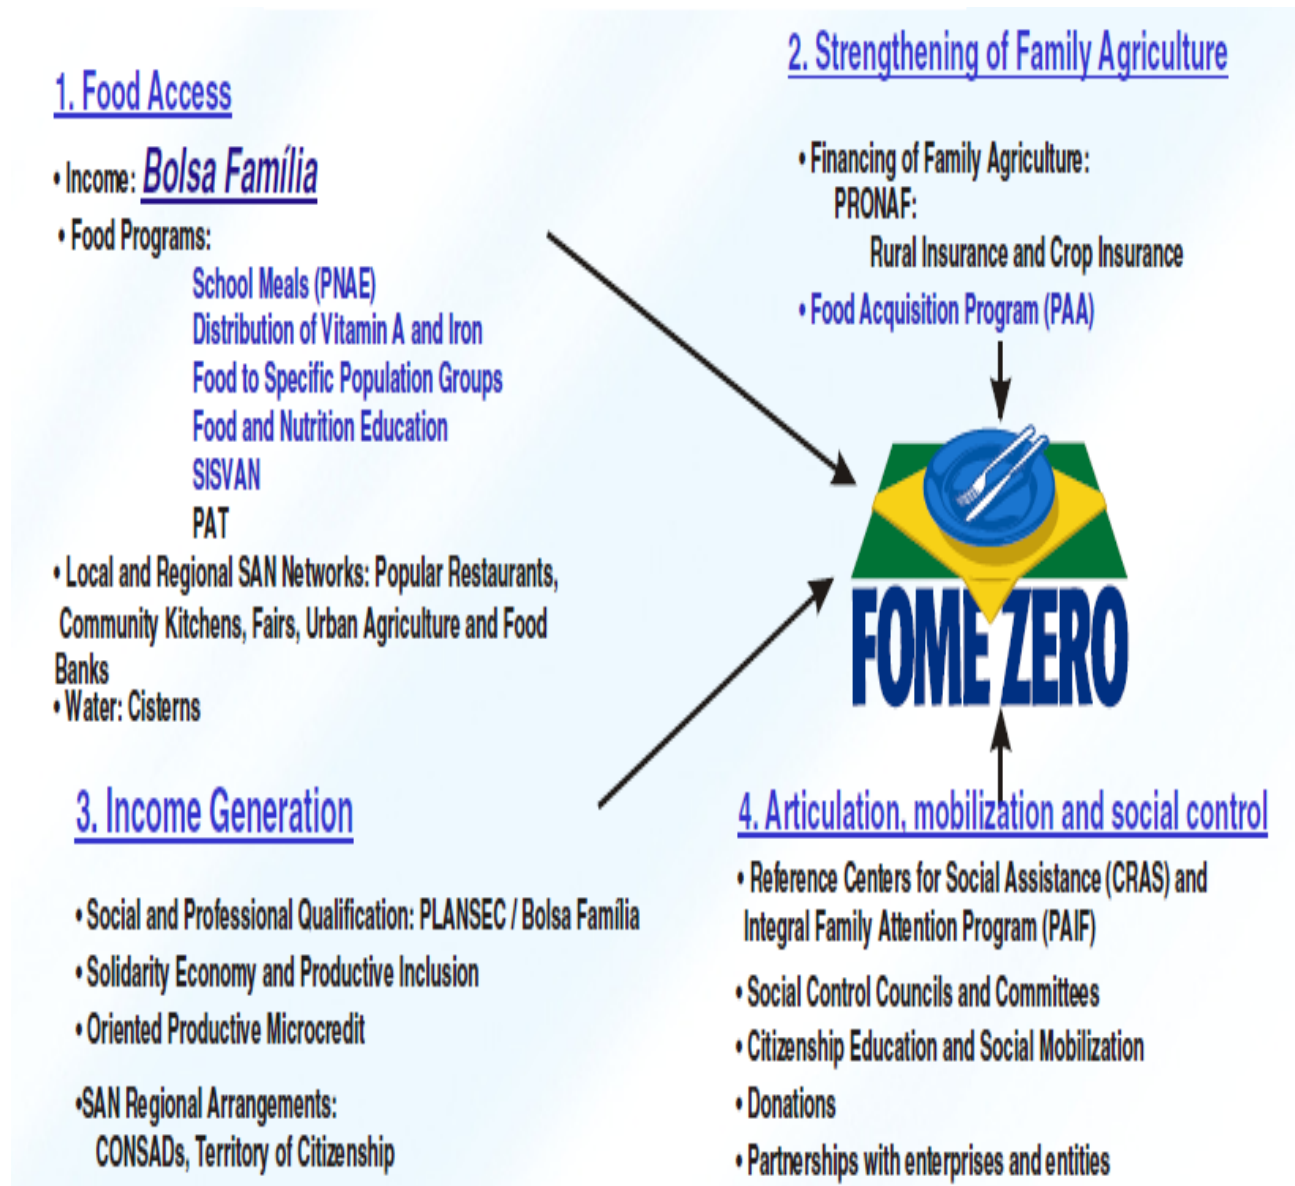 1. Food Access
• Income: Bolsa Família
• Food Programs:
School Meals (PNAE)
Distribution of Vitamin A and Iron
Food to Specific Population Groups
Food and Nutrition Education
SISVAN
PAT
• Local and Regional SAN Networks: Popular Restaurants,
Community Kitchens, Fairs, Urban Agriculture and Food
Banks
• Water: Cisterns
2. Strengthening of Family Agriculture
• Financing of Family Agriculture:
PRONAF:
Rural Insurance and Crop Insurance
• Food Acquisition Program (PAA)
FOME ZERO
3. Income Generation
• Social and Professional Qualification: PLANSEC / Bolsa Família
• Solidarity Economy and Productive Inclusion
• Oriented Productive Microcredit
•SAN Regional Arrangements:
CONSADs, Territory of Citizenship
4. Articulation, mobilization and social control
• Reference Centers for Social Assistance (CRAS) and
Integral Family Attention Program (PAIF)
• Social Control Councils and Committees
• Citizenship Education and Social Mobilization
• Donations
• Partnerships with enterprises and entities